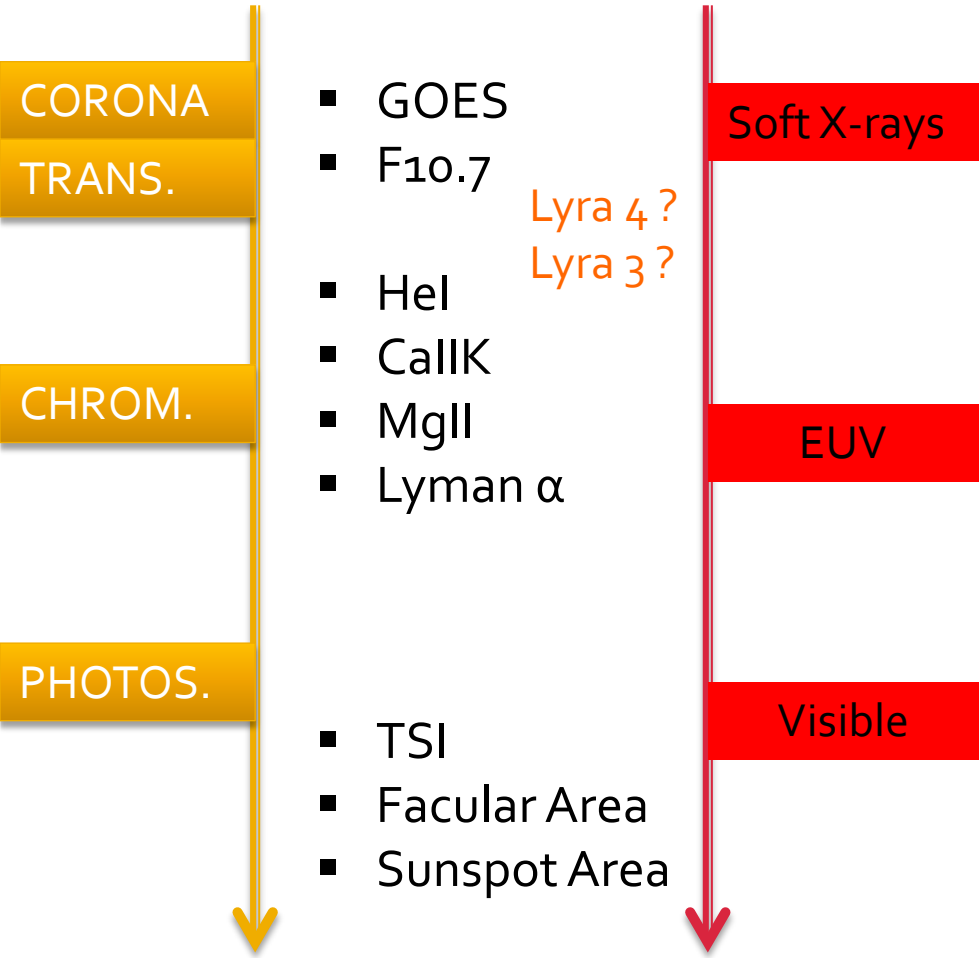 CORONA
TRANS.
CHROM.
PHOTOS.
▪ GOES
▪ F10.7
Lyra 4 ?
Lyra 3 ?
▪ HeI
▪ CaIIK
▪ MgII
▪ Lyman α
▪ TSI
▪ Facular Area
▪ Sunspot Area
Soft X-rays
EUV
Visible